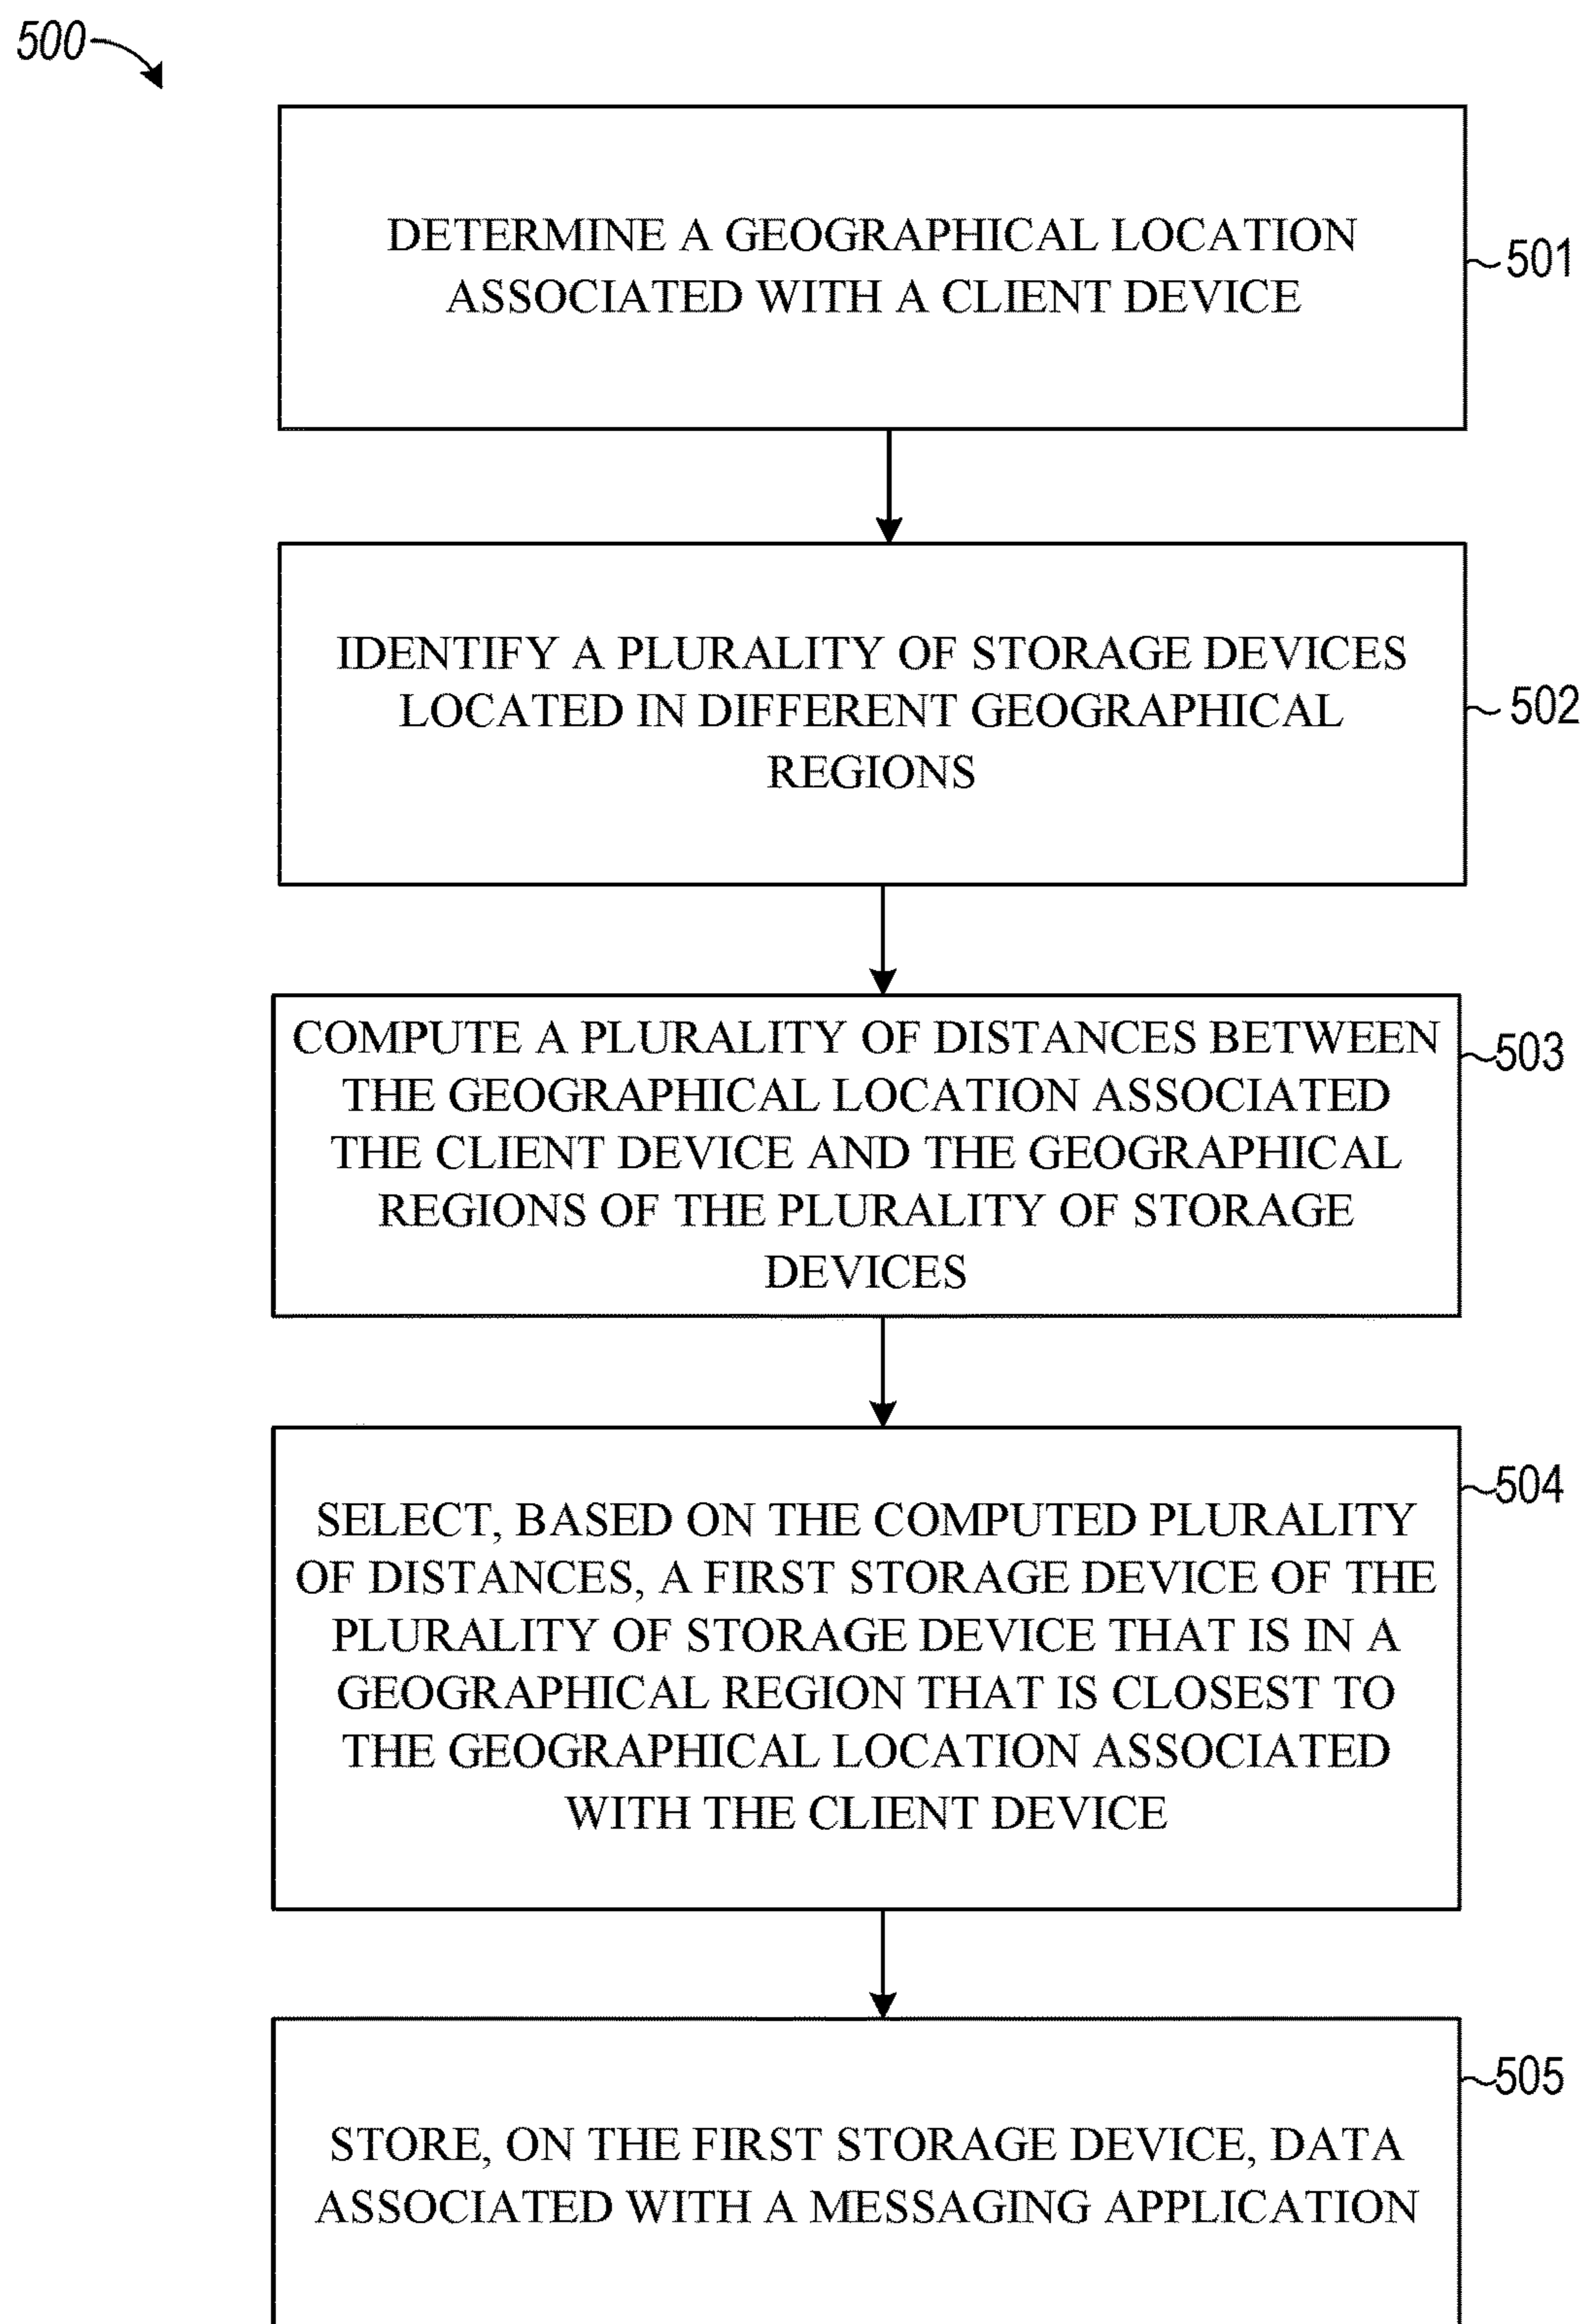 500
DETERMINE A GEOGRAPHICAL LOCATION
ASSOCIATED WITH A CLIENT DEVICE
501
IDENTIFY A PLURALITY OF STORAGE DEVICES
LOCATED IN DIFFERENT GEOGRAPHICAL
REGIONS
502
COMPUTE A PLURALITY OF DISTANCES BETWEEN
THE GEOGRAPHICAL LOCATION ASSOCIATED
THE CLIENT DEVICE AND THE GEOGRAPHICAL
REGIONS OF THE PLURALITY OF STORAGE
DEVICES
503
SELECT, BASED ON THE COMPUTED PLURALITY
OF DISTANCES, A FIRST STORAGE DEVICE OF THE
PLURALITY OF STORAGE DEVICE THAT IS IN A
GEOGRAPHICAL REGION THAT IS CLOSEST TO
THE GEOGRAPHICAL LOCATION ASSOCIATED
WITH THE CLIENT DEVICE
504
STORE, ON THE FIRST STORAGE DEVICE, DATA
ASSOCIATED WITH A MESSAGING APPLICATION
505